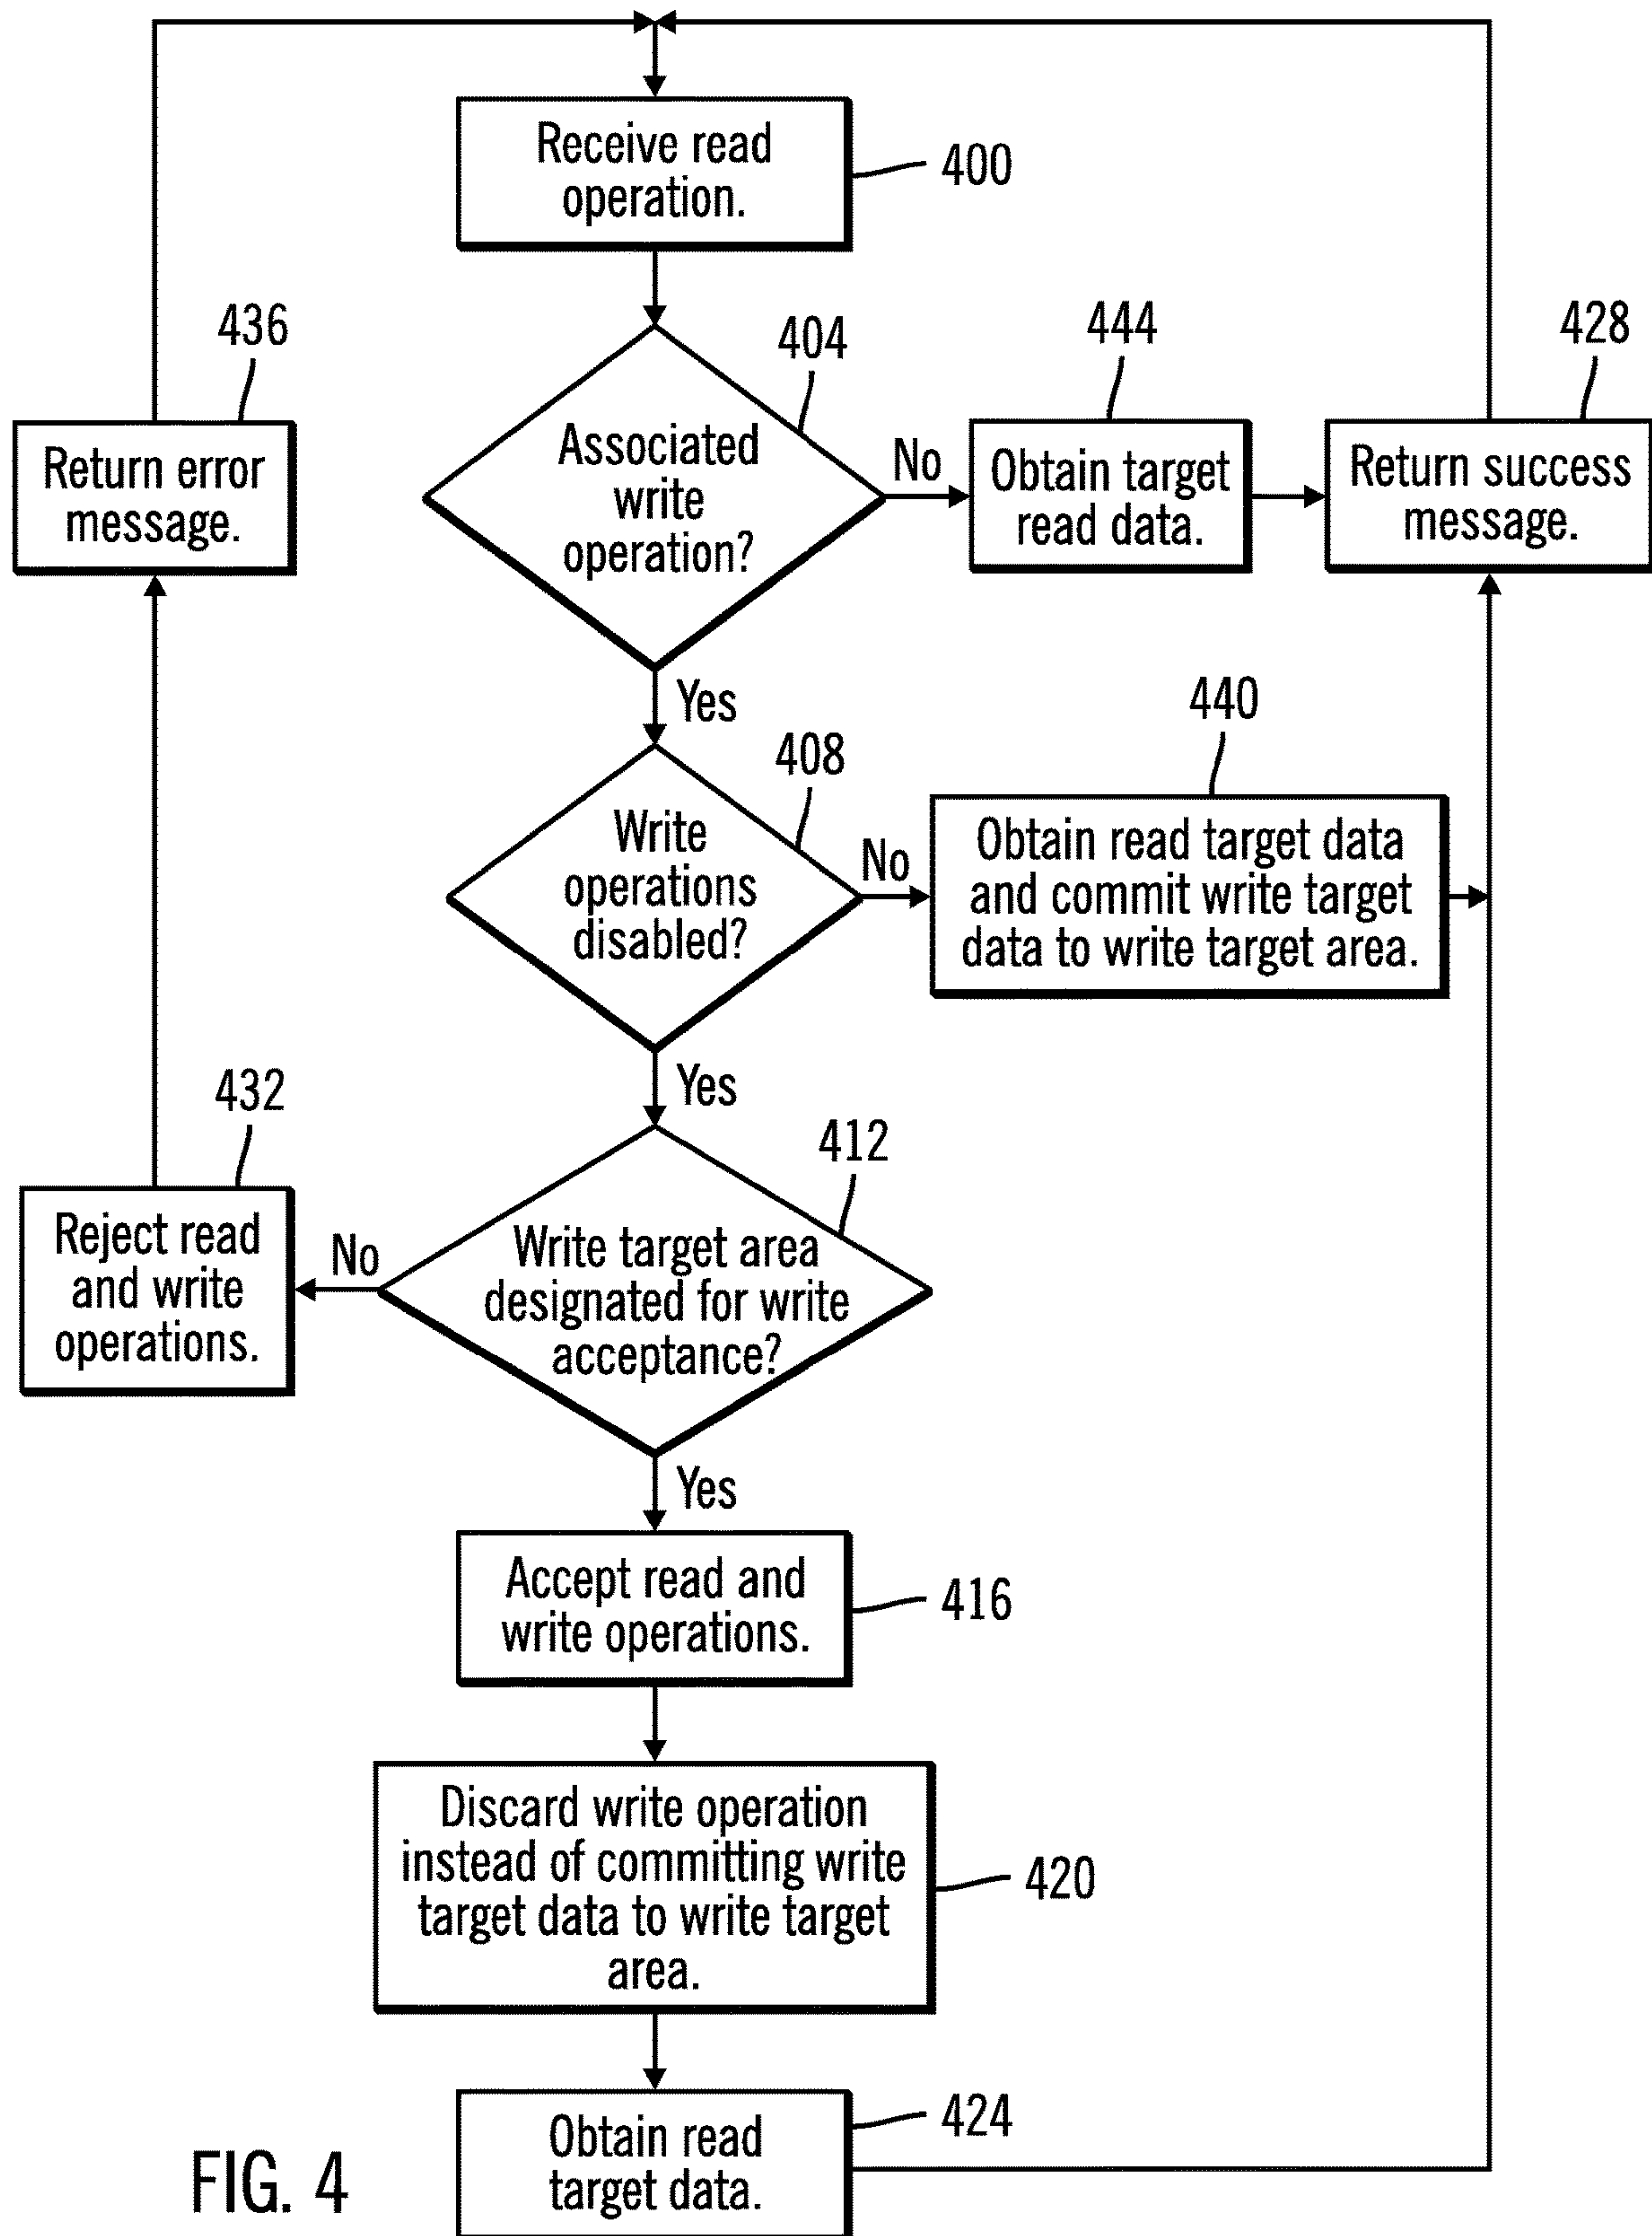 Receive read
operation.
400
436
404
444
428
Return error
message.
Associated
write
operation?
No
Obtain target
read data.
Return success
message.
Yes
440
408
Write
operations
disabled?
No
Obtain read target data
and commit write target
data to write target area.
Yes
432
412
Reject read
and write
operations.
No
Write target area
designated for write
acceptance?
Yes
Accept read and
write operations.
416
Discard write operation
instead of committing write
target data to write target
area.
420
Obtain read
target data.
424
FIG. 4